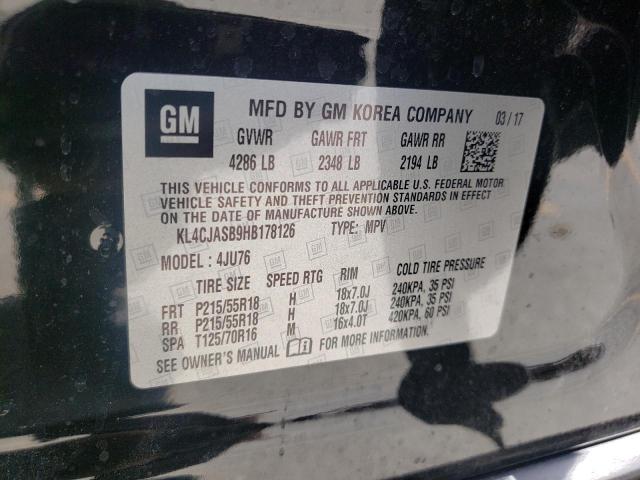 GM
MFD BY GM KOREA COMPANY 03/17
GVWR GAWR FRT GAWR RR
4286 LB 2348 LB 2194 LB
THIS VEHICLE CONFORMS TO ALL APPLICABLE U.S. FEDERAL MOTOR
VEHICLE SAFETY AND THEFT PREVENTION STANDARDS IN EFFECT
ON THE DATE OF MANUFACTURE SHOWN ABOVE.
KL4CJASB9HB178126 TYPE: MPV
MODEL : 4JU76
TIRE SIZE SPEED RTG RIM COLD TIRE PRESSURE
FRT P215/55R18 H 18x7.0J 240KPA, 35 PSI
RR P215/55R18 H 18x7.0J 240KPA, 35 PSI
SPA T125/70R16 M 16x4.0T 420KPA, 60 PSI
SEE OWNER'S MANUAL FOR MORE INFORMATION